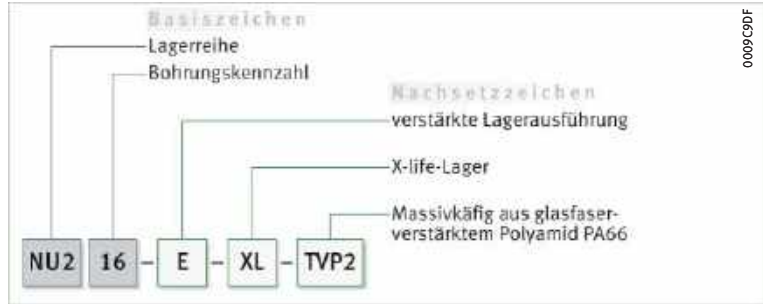 Basiszeichen
Lagerreihe
Bohrungskennzahl
Nachsetzzeichen
verstärkte Lagerausführung
X-life-Lager
Massivkäfig aus glasfaser-
verstärktem Polyamid PA66
NU2 16 – E – XL – TVP2
0009C9DF